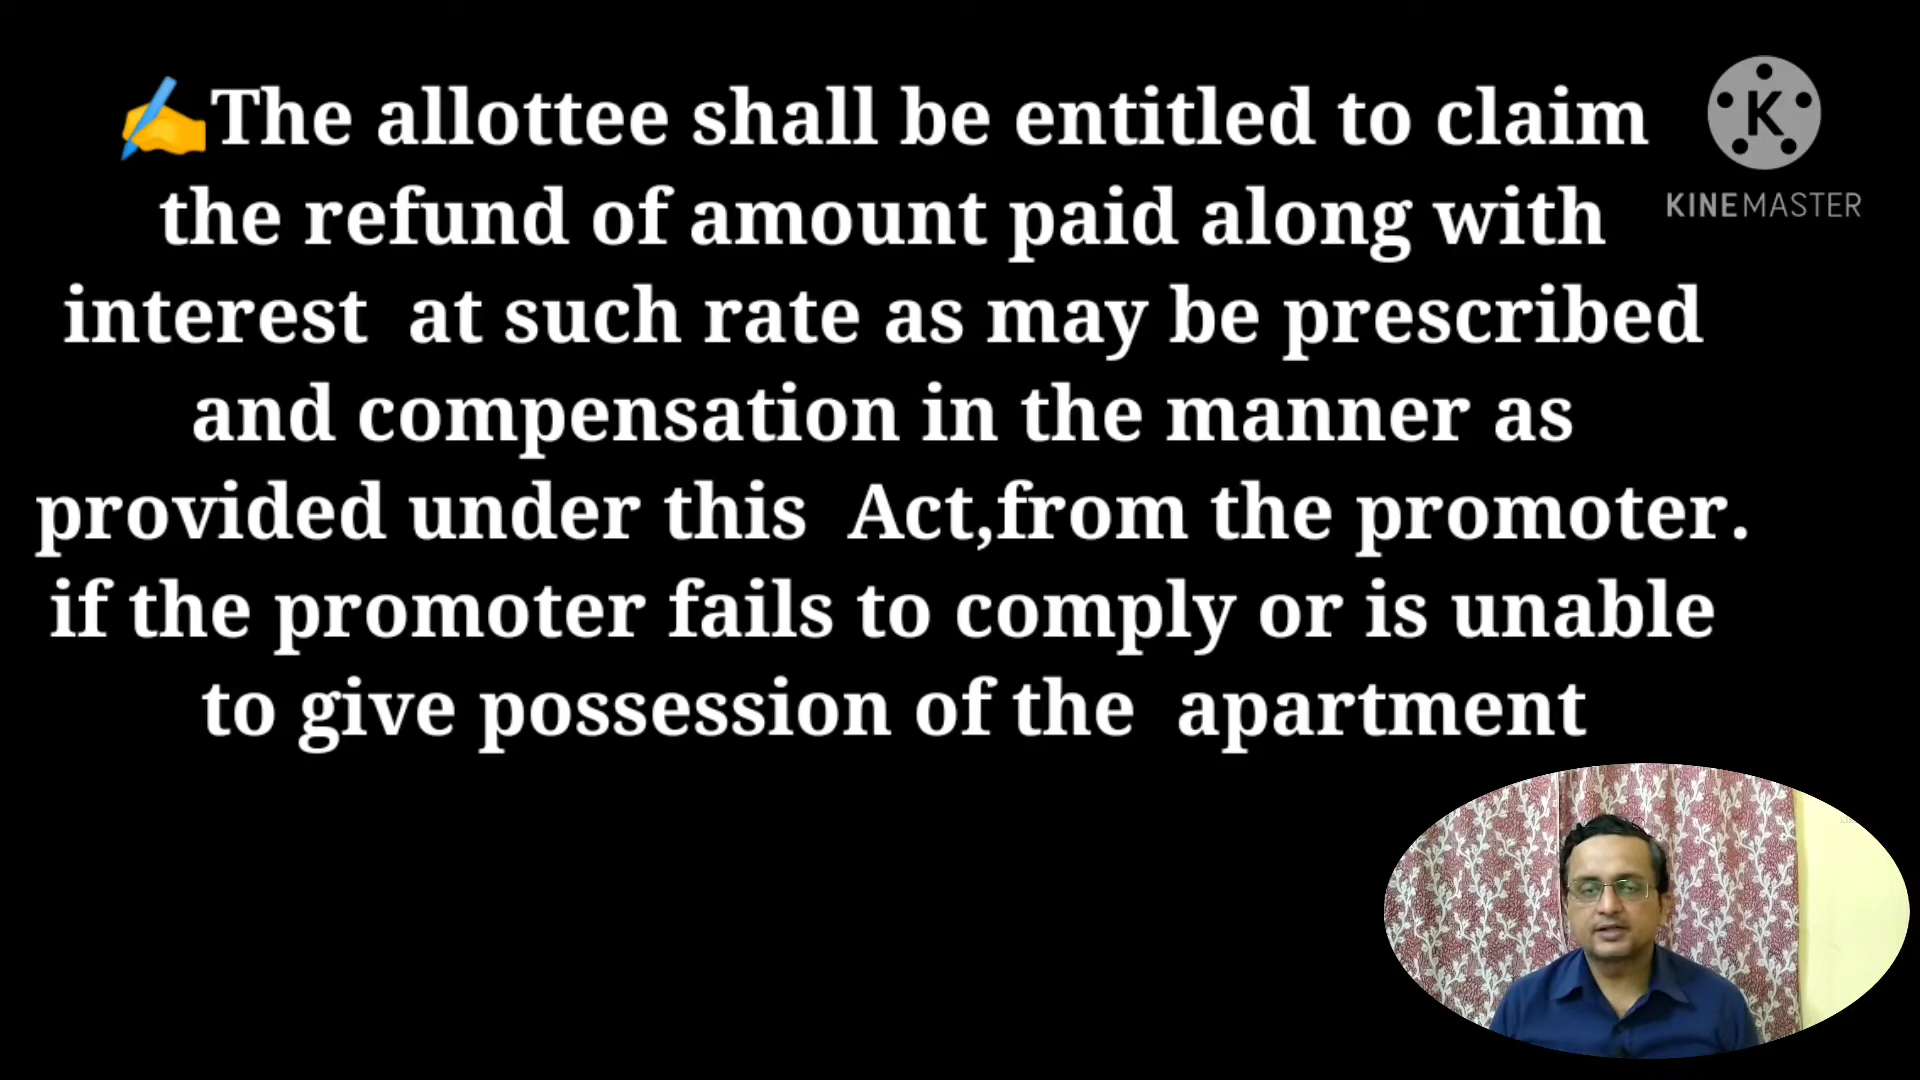 ✍The allottee shall be entitled to claim
the refund of amount paid along with
interest at such rate as may be prescribed
and compensation in the manner as
provided under this Act,from the promoter.
if the promoter fails to comply or is unable
to give possession of the apartment
K
KINEMASTER